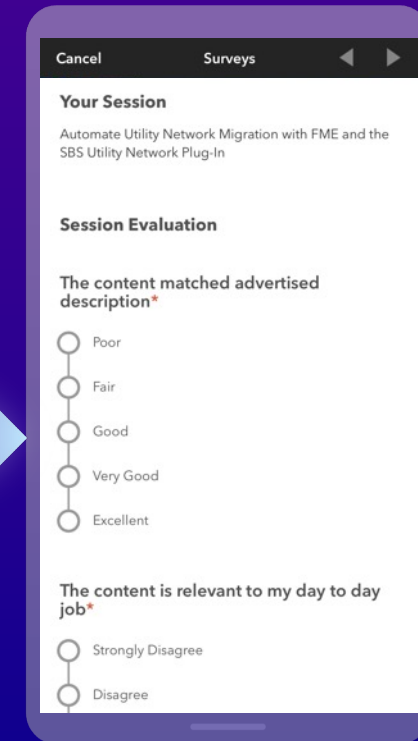 Cancel Surveys
Your Session
Automate Utility Network Migration with FME and the
SBS Utility Network Plug-In
Session Evaluation
The content matched advertised
description*
Poor
Fair
Good
Very Good
Excellent
The content is relevant to my day to day
job*
Strongly Disagree
Disagree